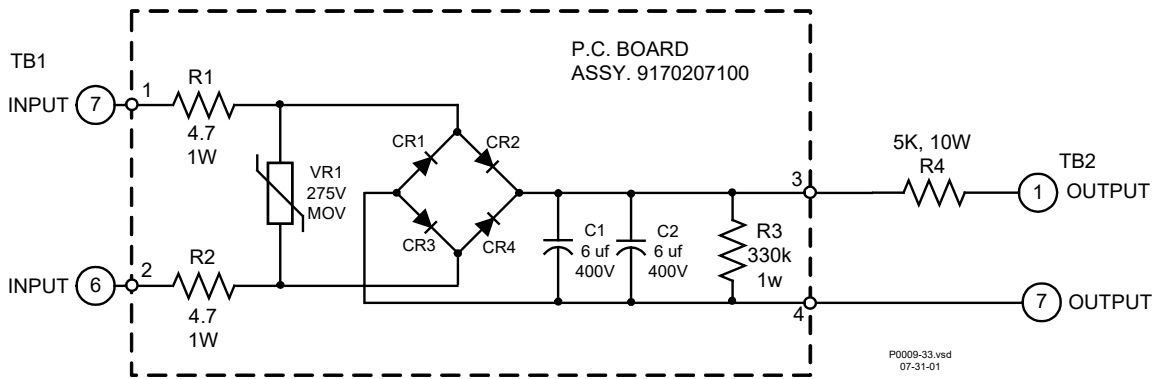 P.C. BOARD
ASSY. 9170207100
TB1
INPUT 7
1
R1
4.7
1W
VR1
275V
MOV
CR1
CR2
CR3
CR4
INPUT 6
2
R2
4.7
1W
C1
6 uf
400V
C2
6 uf
400V
R3
330k
1w
3
4
5K, 10W
R4
TB2
1 OUTPUT
7 OUTPUT
P0009-33.vsd
07-31-01